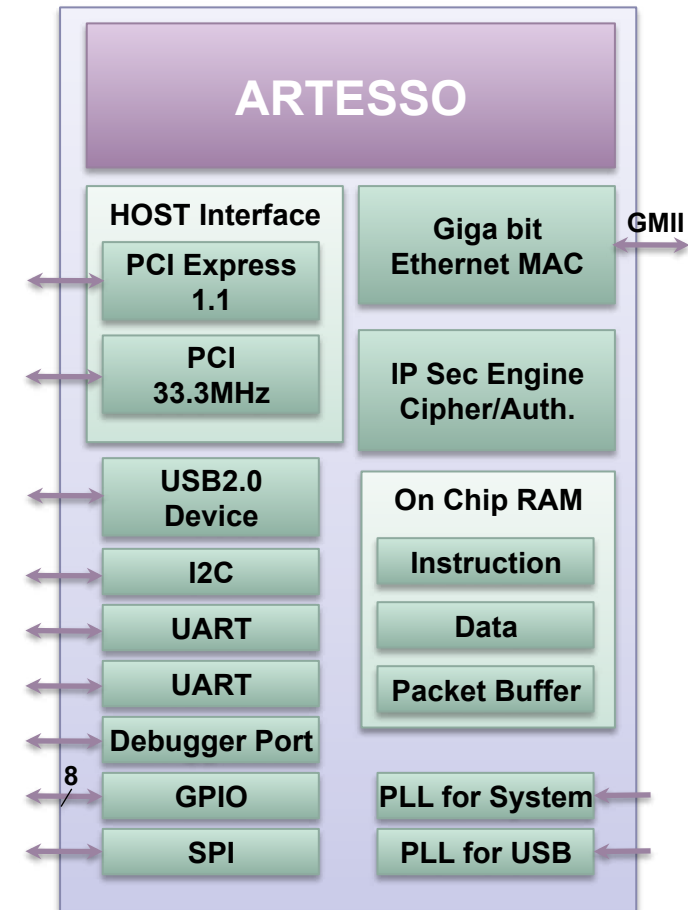 ARTESSO
HOST Interface
PCI Express
1.1
PCI
33.3MHz
Giga bit
Ethernet MAC
GMII
IP Sec Engine
Cipher/Auth.
USB2.0
Device
I2C
UART
UART
Debugger Port
8
GPIO
SPI
On Chip RAM
Instruction
Data
Packet Buffer
PLL for System
PLL for USB